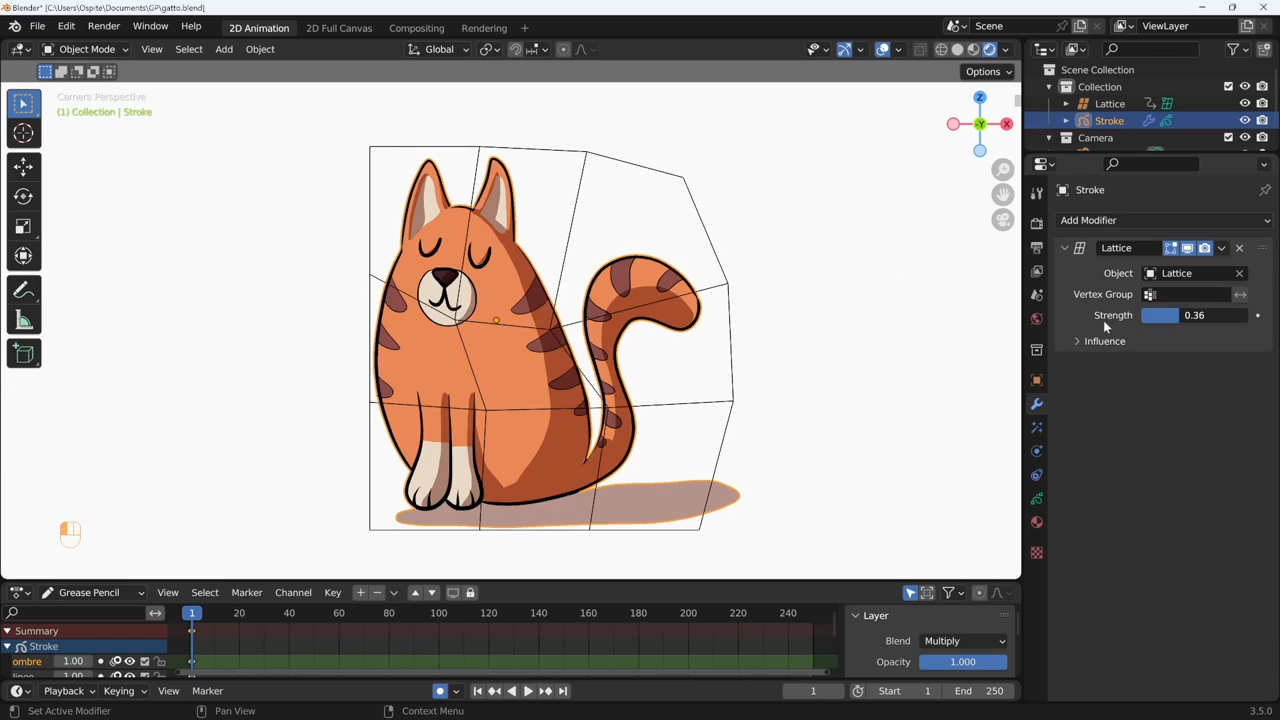 Blender* [C:\Users\Ospite\Documents\GP\gatto.blend]
File Edit Render Window Help 2D Animation 2D Full Canvas Compositing Rendering + Scene ViewLayer
Object Mode View Select Add Object Global
Options
Camera Perspective
(1) Collection | Stroke
Z
-Y X
Scene Collection
Collection
Lattice
Stroke
Camera
Stroke
Add Modifier
Lattice
Object Lattice
Vertex Group
Strength 0.36
Influence
Grease Pencil View Select Marker Channel Key
1 20 40 60 80 100 120 140 160 180 200 220 240
Summary
Stroke
ombre 1.00
linee 1.00
Layer
Blend Multiply
Opacity 1.000
Playback Keying View Marker 1 Start 1 End 250
Set Active Modifier Pan View Context Menu 3.5.0